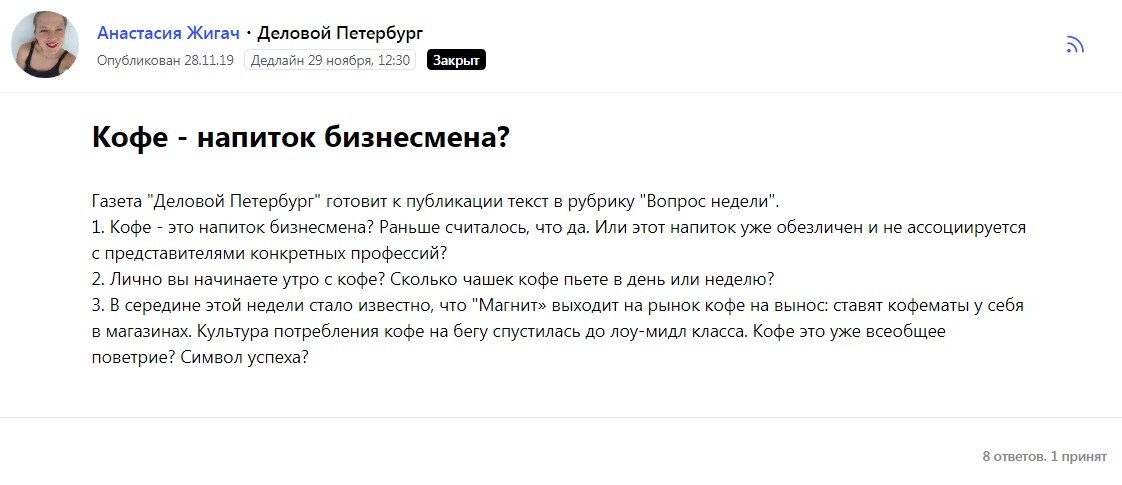 Анастасия Жигач · Деловой Петербург
Опубликован 28.11.19 Дедлайн 29 ноября, 12:30 Закрыт
Кофе - напиток бизнесмена?
Газета "Деловой Петербург" готовит к публикации текст в рубрику "Вопрос недели".
1. Кофе - это напиток бизнесмена? Раньше считалось, что да. Или этот напиток уже обезличен и не ассоциируется
с представителями конкретных профессий?
2. Лично вы начинаете утро с кофе? Сколько чашек кофе пьете в день или неделю?
3. В середине этой недели стало известно, что "Магнит» выходит на рынок кофе на вынос: ставят кофематы у себя
в магазинах. Культура потребления кофе на бегу спустилась до лоу-мидл класса. Кофе это уже всеобщее
поветрие? Символ успеха?
8 ответов. 1 принят